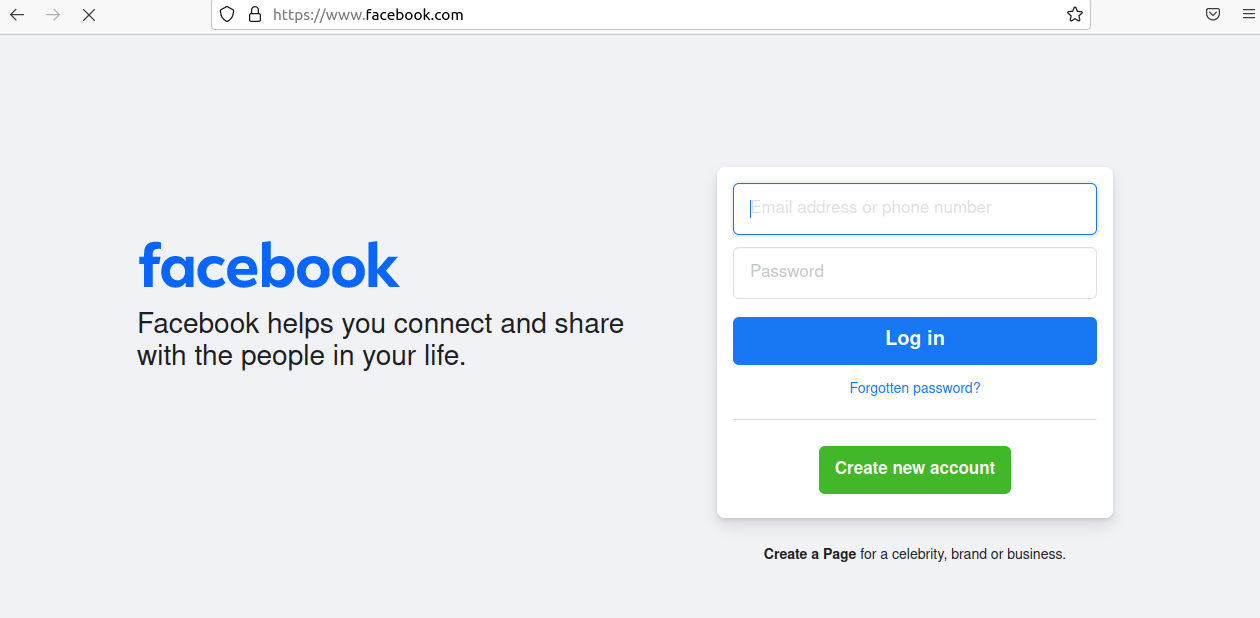 https://www.facebook.com
facebook
Facebook helps you connect and share
with the people in your life.
Email address or phone number
Password
Log in
Forgotten password?
Create new account
Create a Page for a celebrity, brand or business.